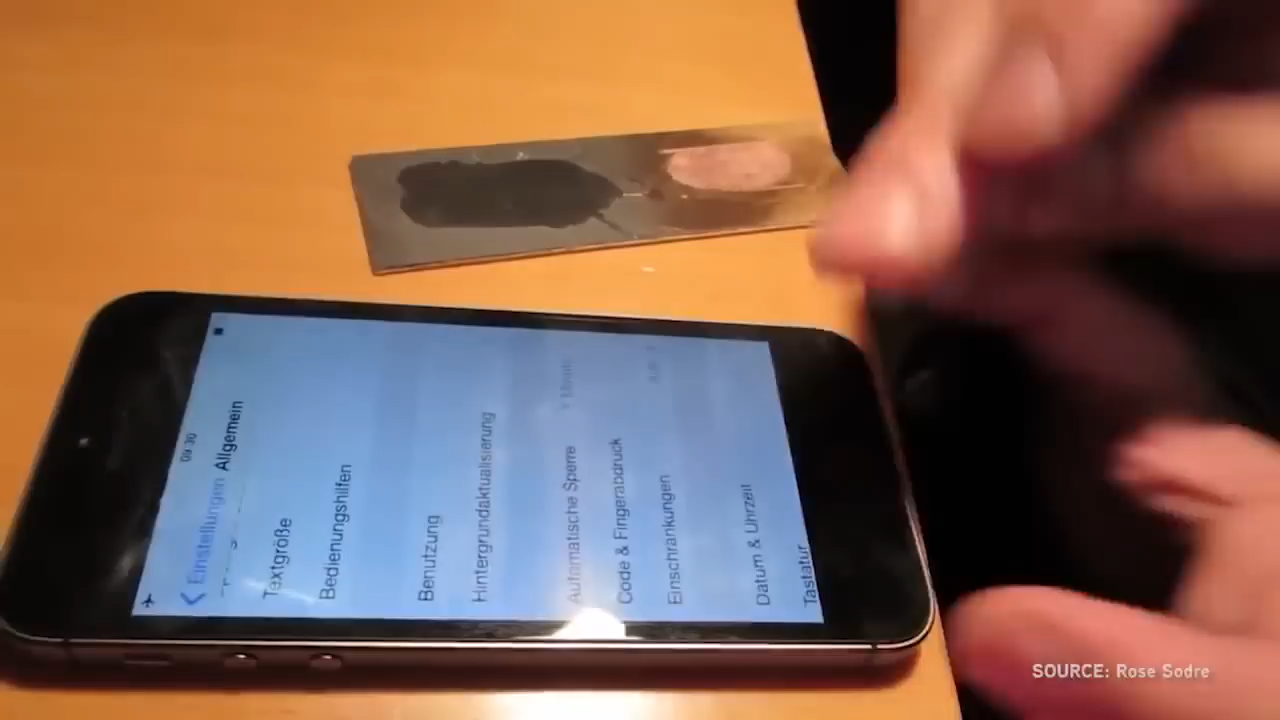 09:30
Einstellungen Allgemein
Textgröße
Bedienungshilfen
Benutzung
Hintergrundaktualisierung
Automatische Sperre
Code & Fingerabdruck
Einschränkungen
Datum & Uhrzeit
Tastatur
SOURCE: Rose Sodre